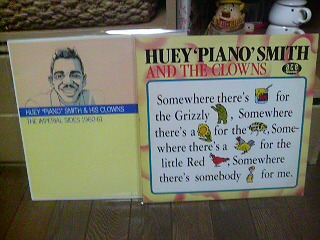 HUEY "PIANO" SMITH & HIS CLOWNS
THE IMPERIAL SIDES 1960-61
HUEY 'PIANO' SMITH
AND THE CLOWNS
ace
Somewhere there's for
the Grizzly . Somewhere
there's a for the , Some-
where there's a for the
little Red , Somewhere
there's somebody for me.